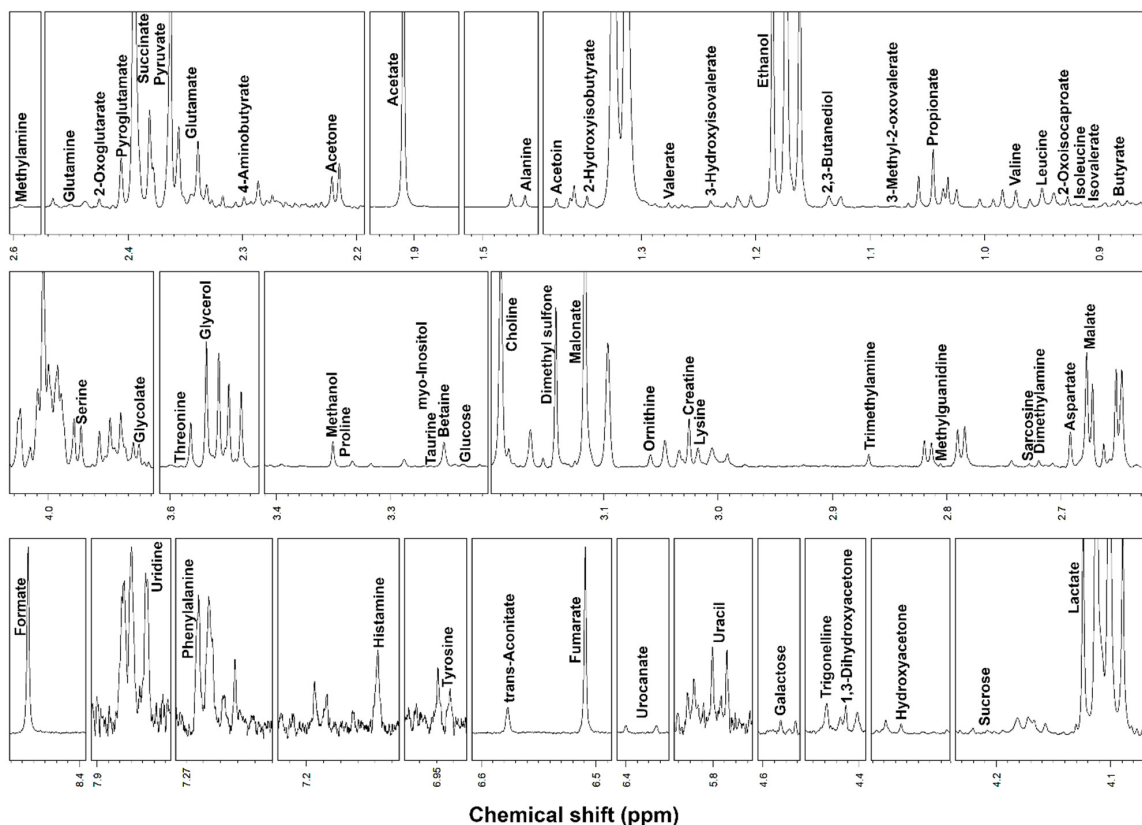 Methylamine
Glutamine
2-Oxoglutarate
Pyroglutamate
Succinate
Pyruvate
Glutamate
4-Aminobutyrate
Acetone
Acetate
Alanine
Acetoin
2-Hydroxyisobutyrate
Valerate
3-Hydroxyisovalerate
Ethanol
2,3-Butanediol
3-Methyl-2-oxovalerate
Propionate
Valine
Leucine
2-Oxoisocaproate
Isoleucine
Isovalerate
Butyrate
2.6
2.4
2.3
2.2
1.9
1.5
1.3
1.2
1.1
1.0
0.9
Serine
Glycolate
Threonine
Glycerol
Methanol
Proline
Taurine
myo-Inositol
Betaine
Glucose
Choline
Dimethyl sulfone
Malonate
Ornithine
Creatine
Lysine
Trimethylamine
Methylguanidine
Sarcosine
Dimethylamine
Aspartate
Malate
4.0
3.6
3.4
3.3
3.1
3.0
2.9
2.8
2.7
Formate
Uridine
Phenylalanine
Histamine
Tyrosine
trans-Aconitate
Fumarate
Urocanate
Uracil
Galactose
Trigonelline
1,3-Dihydroxyacetone
Hydroxyacetone
Sucrose
Lactate
8.4
7.9
7.27
7.2
6.95
6.6
6.5
6.4
5.8
4.6
4.4
4.3
4.2
4.1
Chemical shift (ppm)